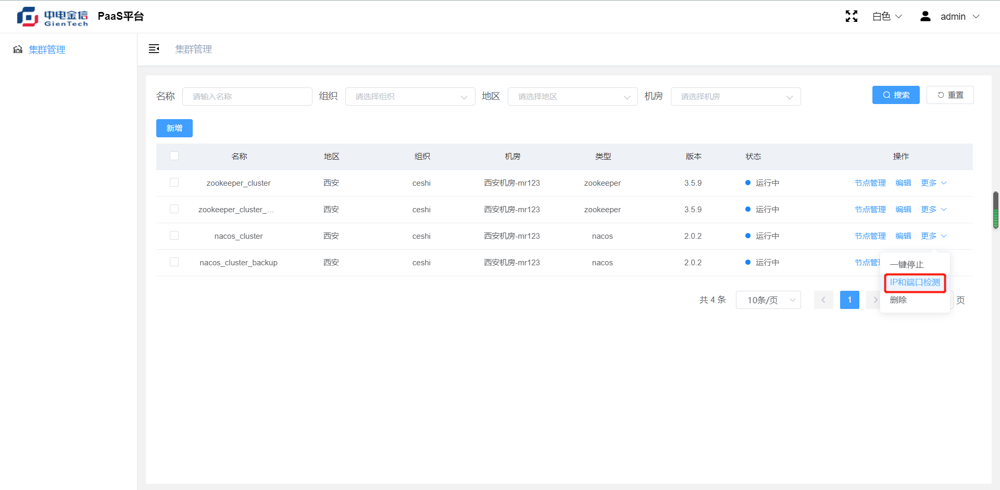 中电金信
GienTech
PaaS平台
白色
admin
集群管理
集群管理
名称 请输入名称 组织 请选择组织 地区 请选择地区 机房 请选择机房 搜索 重置
新增
名称 地区 组织 机房 类型 版本 状态 操作
zookeeper_cluster 西安 ceshi 西安机房-mr123 zookeeper 3.5.9 运行中 节点管理 编辑 更多
zookeeper_cluster_... 西安 ceshi 西安机房-mr123 zookeeper 3.5.9 运行中 节点管理 编辑 更多
nacos_cluster 西安 ceshi 西安机房-mr123 nacos 2.0.2 运行中 节点管理 编辑 更多
nacos_cluster_backup 西安 ceshi 西安机房-mr123 nacos 2.0.2 运行中 节点管
一键停止
IP和端口检测
删除
共 4 条 10条/页 1 页